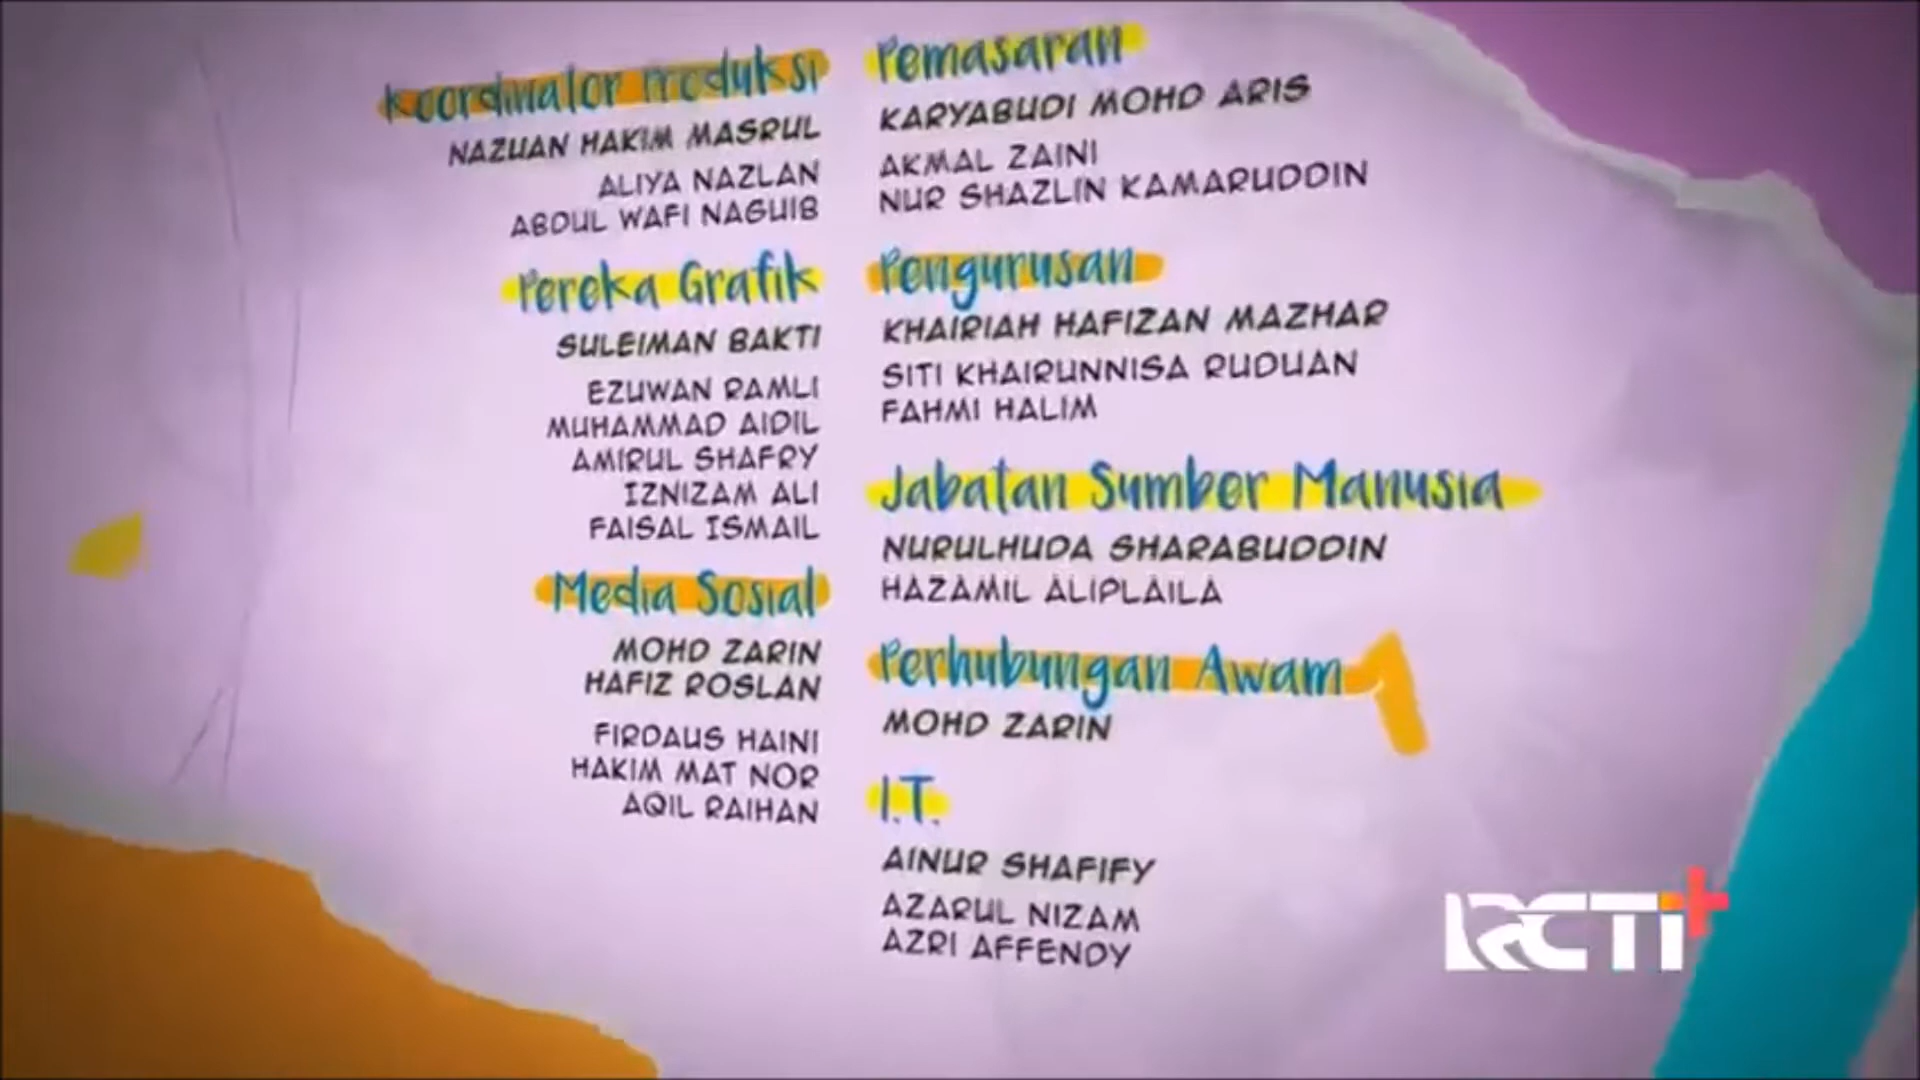 Koordinator Produksi
NAZUAN HAKIM MASRUL
ALIYA NAZLAN
ABDUL WAFI NAGUIB
Pereka Grafik
SULEIMAN BAKTI
EZUWAN RAMLI
MUHAMMAD AIDIL
AMIRUL SHAFRY
IZNIZAM ALI
FAISAL ISMAIL
Media Sosial
MOHD ZARIN
HAFIZ ROSLAN
FIRDAUS HAINI
HAKIM MAT NOR
AQIL RAIHAN
Pemasaran
KARYABUDI MOHD ARIS
AKMAL ZAINI
NUR SHAZLIN KAMARUDDIN
Pengurusan
KHAIRIAH HAFIZAN MAZHAR
SITI KHAIRUNNISA RUDUAN
FAHMI HALIM
Jabatan Sumber Manusia
NURULHUDA SHARABUDDIN
HAZAMIL ALIPLAILA
Perhubungan Awam
MOHD ZARIN
I.T.
AINUR SHAFIFY
AZARUL NIZAM
AZRI AFFENDY
RCTI+